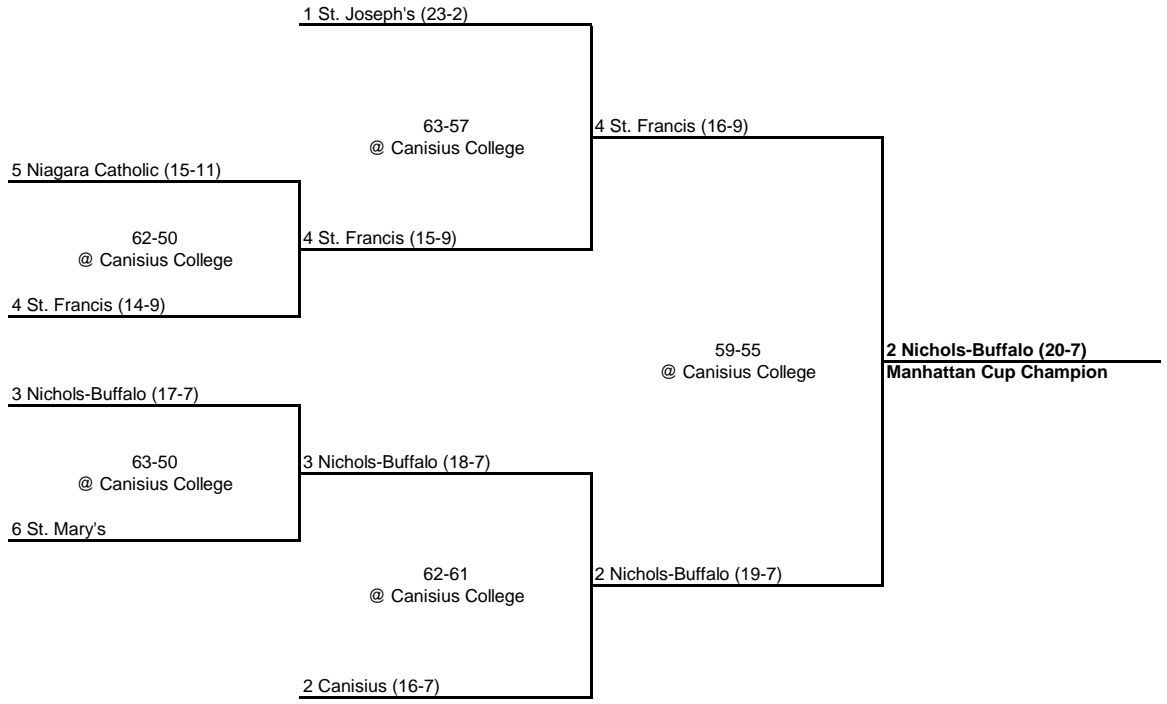 1 St. Joseph's (23-2)
63-57
@ Canisius College
4 St. Francis (16-9)
5 Niagara Catholic (15-11)
62-50
@ Canisius College
4 St. Francis (15-9)
4 St. Francis (14-9)
59-55
@ Canisius College
2 Nichols-Buffalo (20-7)
Manhattan Cup Champion
3 Nichols-Buffalo (17-7)
63-50
@ Canisius College
3 Nichols-Buffalo (18-7)
6 St. Mary's
62-61
@ Canisius College
2 Nichols-Buffalo (19-7)
2 Canisius (16-7)